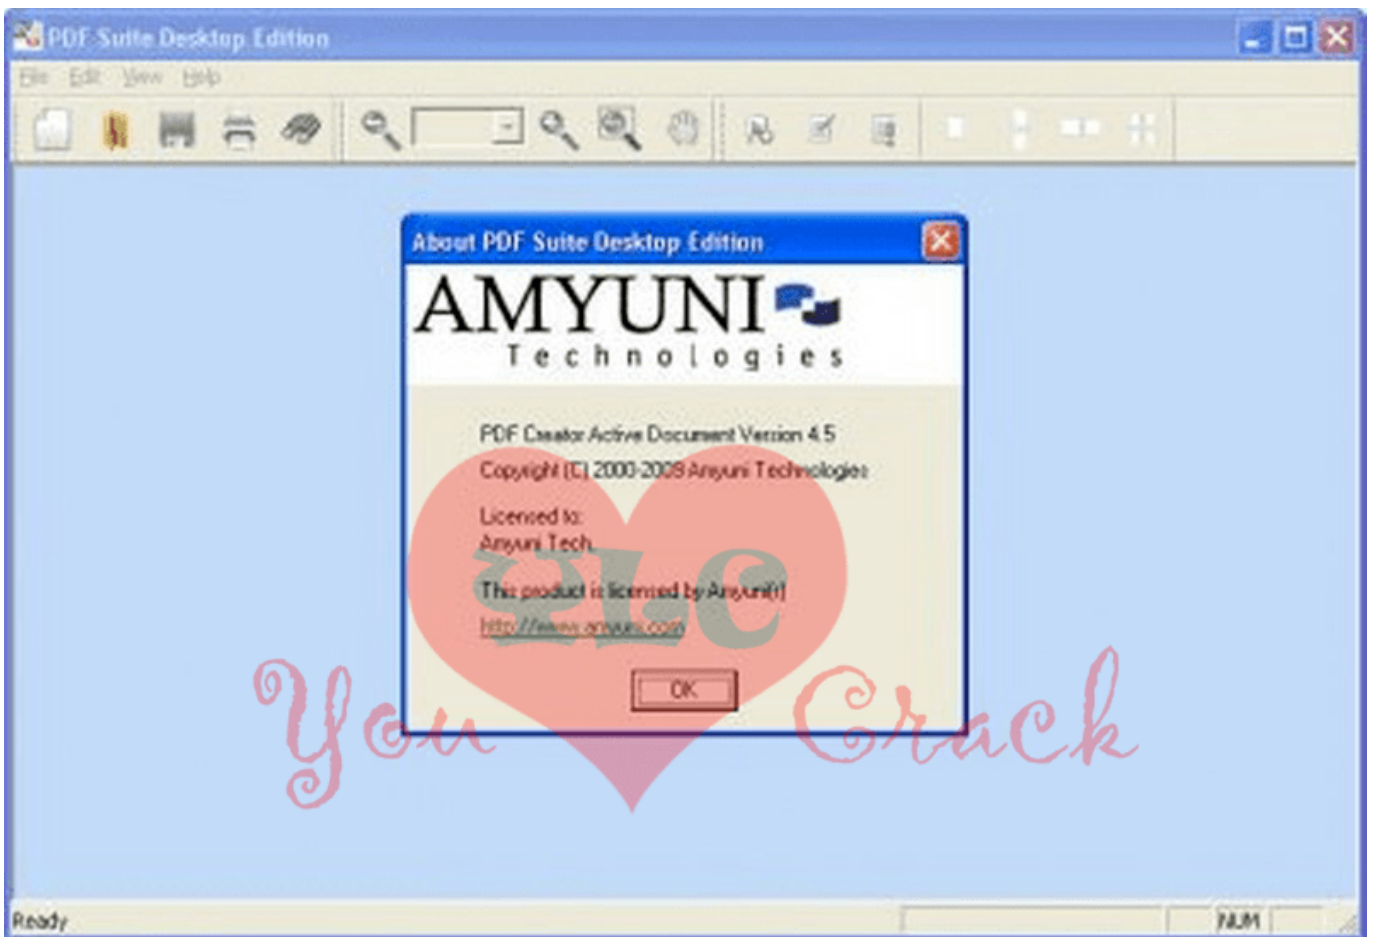 PDF Suite Desktop Edition
File Edit View Help
About PDF Suite Desktop Edition
AMYUNI
Technologies
PDF Creator Active Document Version 4.5
Copyright (C) 2000-2009 Amyuni Technologies
Licensed to:
Amyuni Tech.
YLC
This product is licensed by Amyuni(r)
http://www.amyuni.com
OK
You Crack
Ready NUM